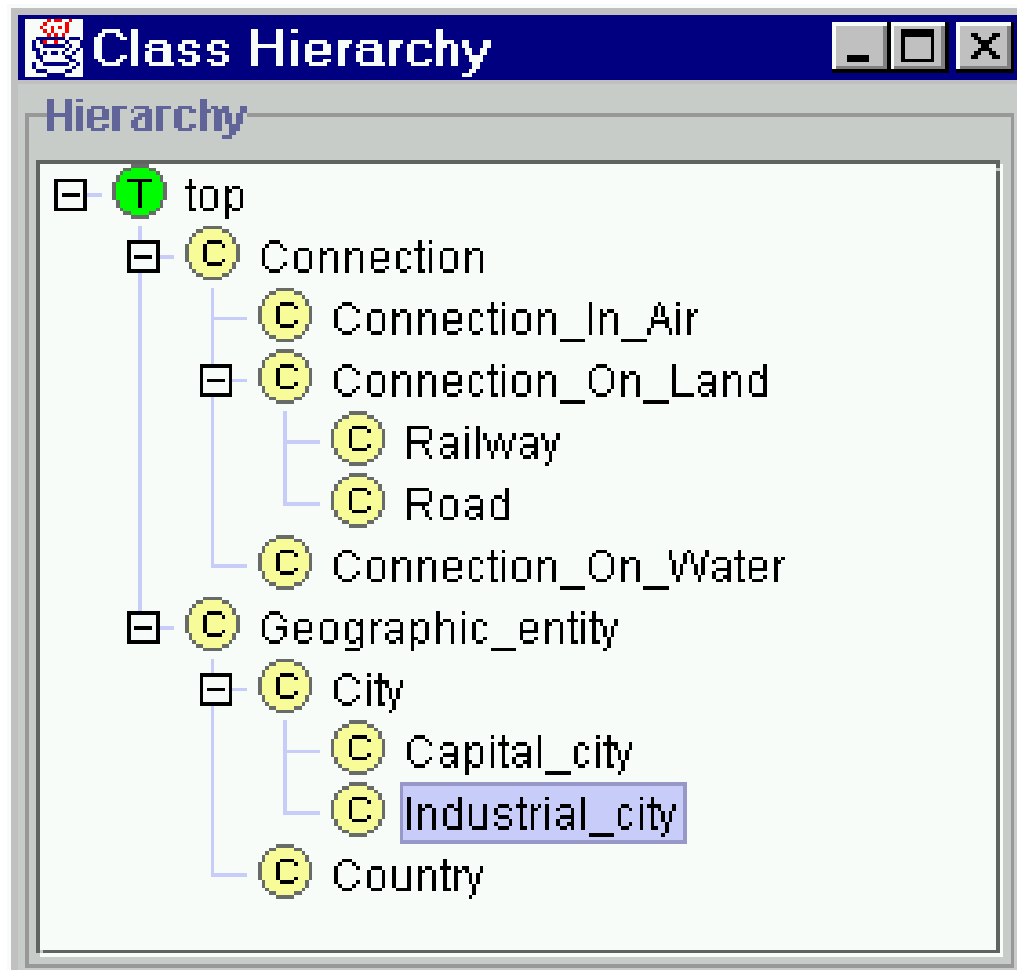 Class Hierarchy
Hierarchy
T top
C Connection
C Connection_In_Air
C Connection_On_Land
C Railway
C Road
C Connection_On_Water
C Geographic_entity
C City
C Capital_city
C Industrial_city
C Country